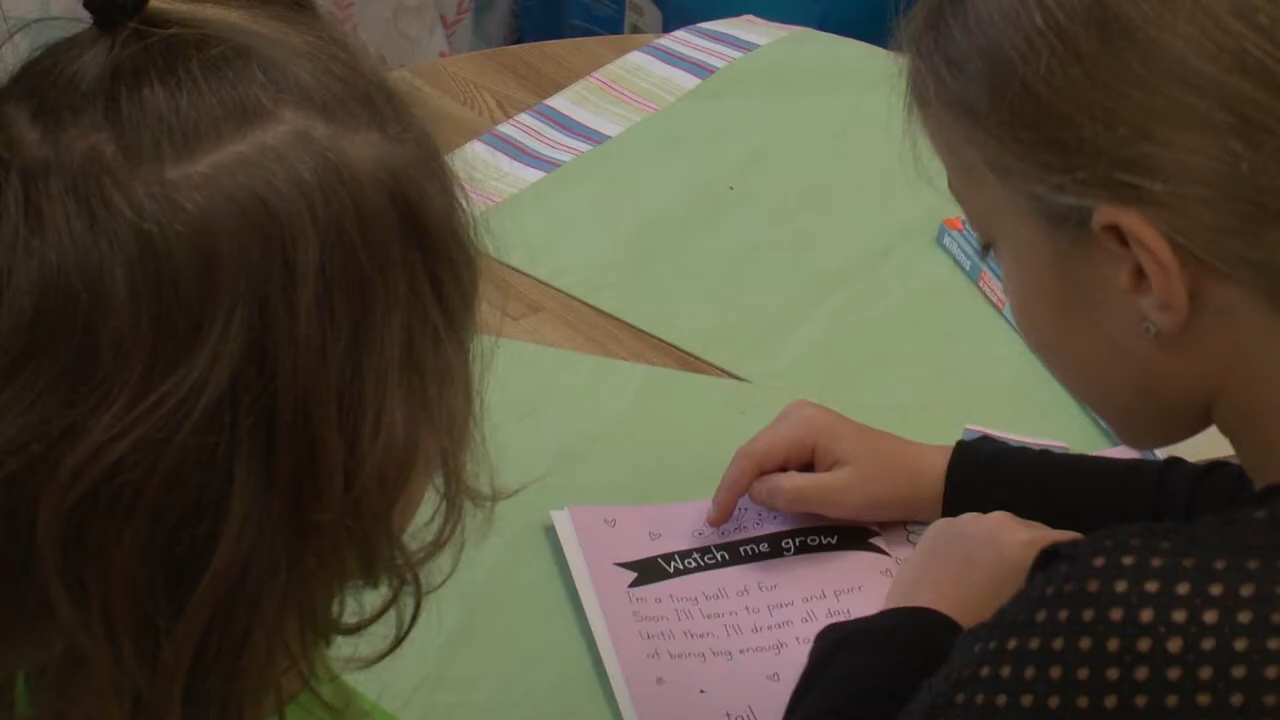 Willems
Watch me grow
I'm a tiny ball of fur
Soon I'll learn to paw and purr
Until then, I'll dream all day
of being big enough to
tail